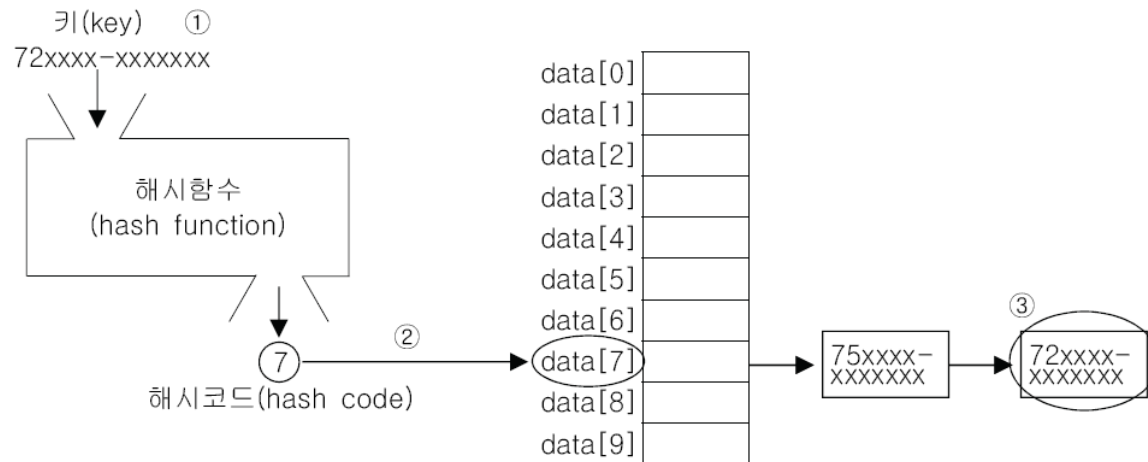 키(key) ①
72xxxx-xxxxxxx
해시함수
(hash function)
②
7
해시코드(hash code)
data[0]
data[1]
data[2]
data[3]
data[4]
data[5]
data[6]
data[7]
data[8]
data[9]
75xxxx-
xxxxxxx
③
72xxxx-
xxxxxxx